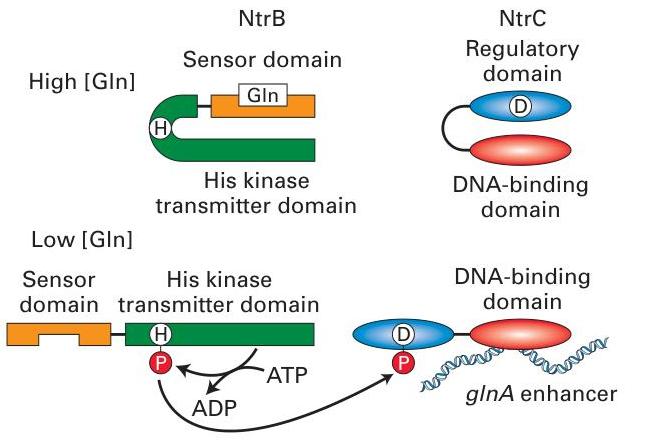 NtrB
NtrC
Sensor domain
Regulatory
domain
High [Gln]
Gln
D
H
His kinase
transmitter domain
DNA-binding
domain
Low [Gln]
Sensor
domain
His kinase
transmitter domain
DNA-binding
domain
H
D
P
P
ATP
ADP
glnA enhancer